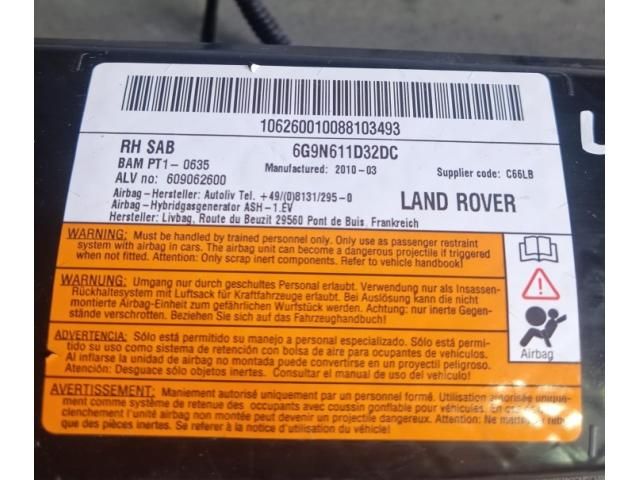 106260010088103493
RH SAB 6G9N611D32DC
BAM PT1- 0635 Manufactured: 2010-03
ALV no: 609062600 Supplier code: C66LB
Airbag-Hersteller: Autoliv Tel. +49/(0)8131/295-0 LAND ROVER
Airbag-Hybridgasgenerator ASH-1.EV
Hersteller: Livbag, Route du Beuzit 29560 Pont de Buis, Frankreich
WARNING: Must be handled by trained personnel only. Only use as passenger restraint
system with airbag in cars. The airbag unit can become a dangerous projectile if triggered
when not fitted. Attention: Only scrap inert components. Refer to vehicle handbook!
WARNUNG: Umgang nur durch geschultes Personal erlaubt. Verwendung nur als Insassen-
Rückhaltesystem mit Luftsack für Kraftfahrzeuge erlaubt. Bei Auslösung kann die nicht
montierte Airbag-Einheit zum gefährlichen Wurfstück werden. Achtung: Nur inerte Gegen-
stände verschrotten. Beziehen Sie sich auf das Fahrzeughandbuch!
ADVERTENCIA: Sólo está permitido su manejo a personal especializado. Sólo está permi-
tido su uso como sistema de retención con bolsa de aire para ocupantes de vehículos.
Al inflarse la unidad de airbag no montada puede convertirse en un proyectil peligroso.
Atención: Desguace sólo objetos inertes. Consultar el manual de uso del vehículo.
Airbag
AVERTISSEMENT: Maniement autorisé uniquement par un personnel formé. Utilisation autorisée uni-
quement comme système de retenue des occupants avec coussin gonflable pour véhicules. En cas de
clenchement l'unité airbag non montée peut devenir un projectile dangereux. Attention: Ne mettre au rebut
que des pièces inertes. Se référer à la notice d'utilisation du véhicule!